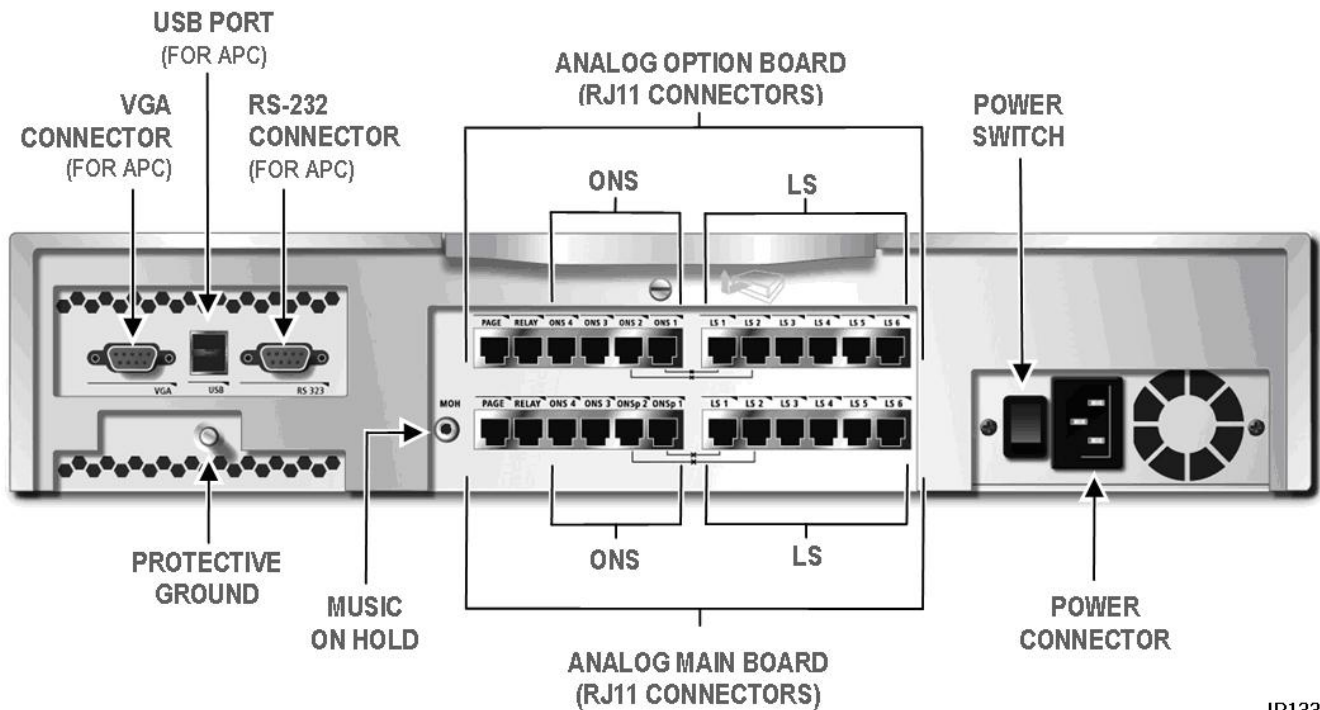 USB PORT
(FOR APC)
VGA
CONNECTOR
(FOR APC)
RS-232
CONNECTOR
(FOR APC)
ANALOG OPTION BOARD
(RJ11 CONNECTORS)
POWER
SWITCH
ONS
LS
PAGE RELAY ONS 4 ONS 3 ONS 2 ONS 1 LS 1 LS 2 LS 3 LS 4 LS 5 LS 6
VGA USB RS 323
MOH
PAGE RELAY ONS 4 ONS 3 ONSp 2 ONSp 1 LS 1 LS 2 LS 3 LS 4 LS 5 LS 6
ONS
LS
PROTECTIVE
GROUND
MUSIC
ON HOLD
POWER
CONNECTOR
ANALOG MAIN BOARD
(RJ11 CONNECTORS)